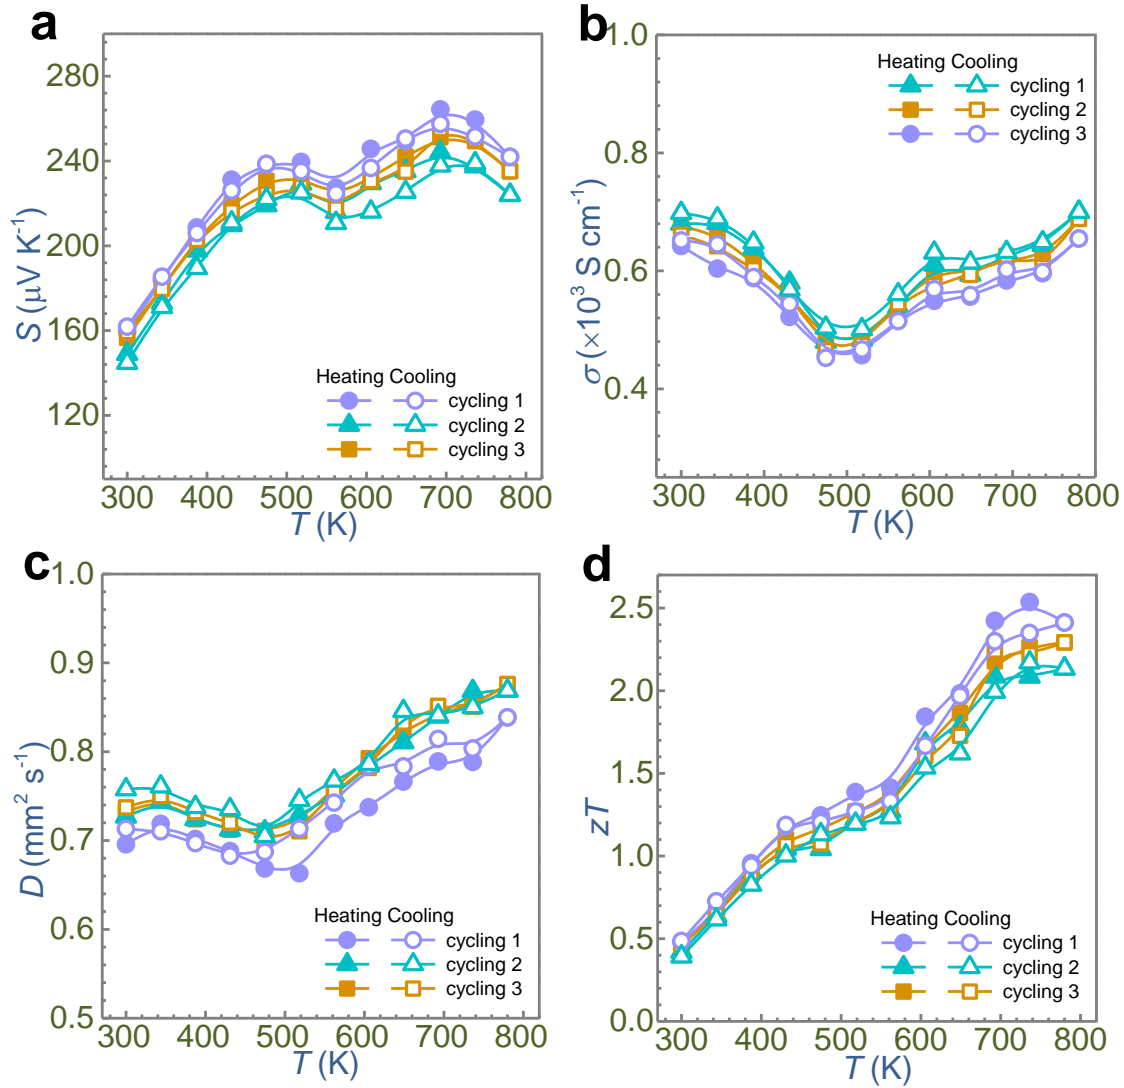 a
280
240
200
160
120
S (μV K-1)
Heating Cooling
cycling 1
cycling 2
cycling 3
300 400 500 600 700 800
T (K)
b
1.0
0.8
0.6
0.4
σ (×10³ S cm-1)
Heating Cooling
cycling 1
cycling 2
cycling 3
300 400 500 600 700 800
T (K)
c
1.0
0.9
0.8
0.7
0.6
0.5
D (mm² s-1)
Heating Cooling
cycling 1
cycling 2
cycling 3
300 400 500 600 700 800
T (K)
d
2.5
2.0
1.5
1.0
0.5
0.0
zT
Heating Cooling
cycling 1
cycling 2
cycling 3
300 400 500 600 700 800
T (K)